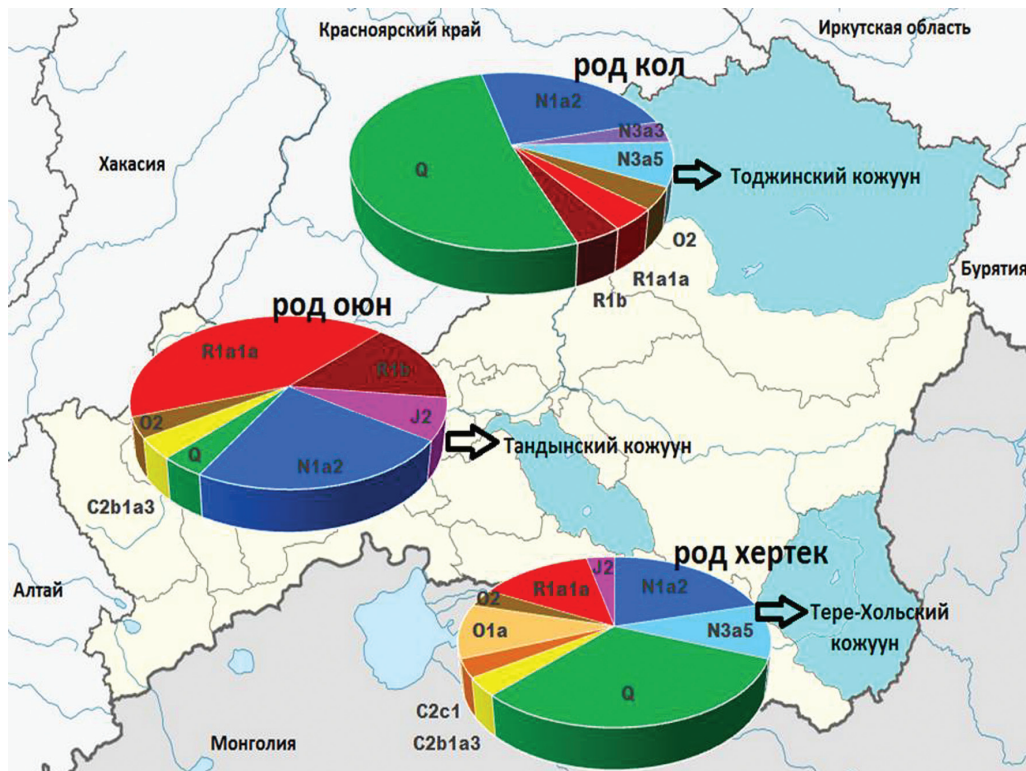 Красноярский край
Иркутская область
род кол
N1a2
N3a3
N3a5
Q
Хакасия
Тоджинский кожуун
O2
R1a1a
R1b
Бурятия
род оюн
R1a1a
R1b
J2
O2
Q
N1a2
Тандынский кожуун
C2b1a3
род хертек
J2
N1a2
R1a1a
O2
N3a5
O1a
Тере-Хольский
кожуун
Алтай
Q
C2c1
C2b1a3
Монголия